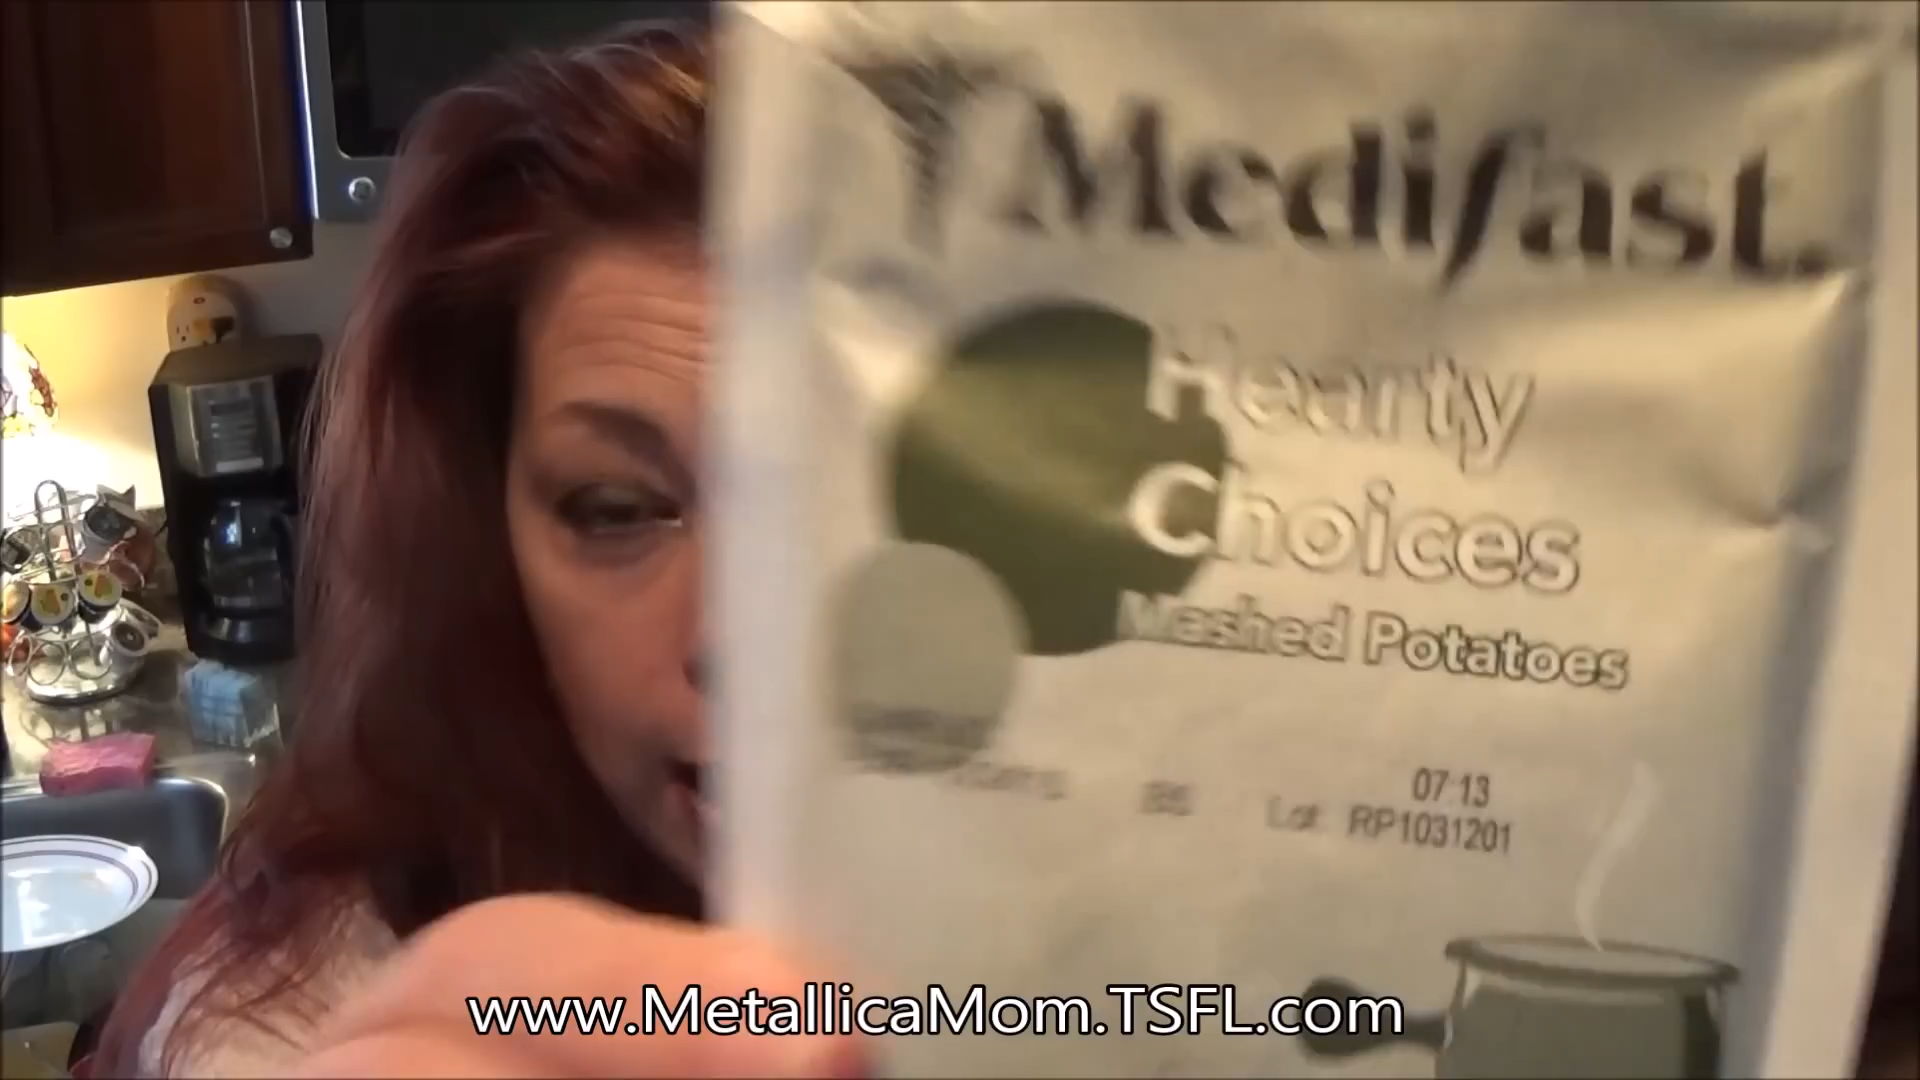 Medifast.
Hearty
Choices
Mashed Potatoes
07:13
Lot: RP1031201
www.MetallicaMom.TSFL.com